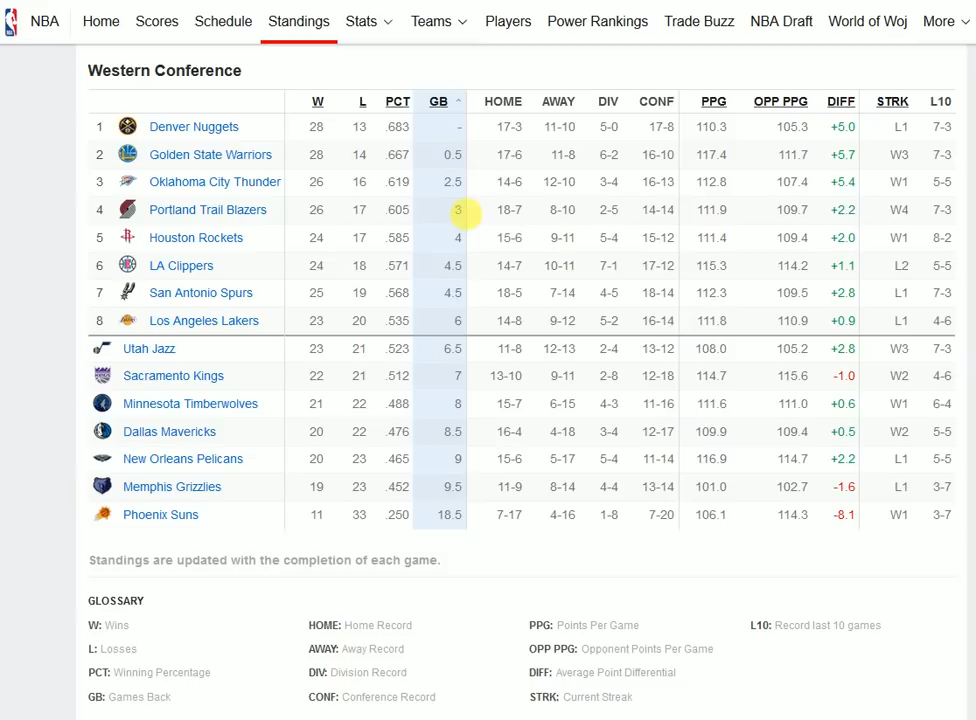 NBA Home Scores Schedule Standings Stats Teams Players Power Rankings Trade Buzz NBA Draft World of Woj More
Western Conference
W L PCT GB HOME AWAY DIV CONF PPG OPP PPG DIFF STRK L10
1 Denver Nuggets 28 13 .683 - 17-3 11-10 5-0 17-8 110.3 105.3 +5.0 L1 7-3
2 Golden State Warriors 28 14 .667 0.5 17-6 11-8 6-2 16-10 117.4 111.7 +5.7 W3 7-3
3 Oklahoma City Thunder 26 16 .619 2.5 14-6 12-10 3-4 16-13 112.8 107.4 +5.4 W1 5-5
4 Portland Trail Blazers 26 17 .605 3 18-7 8-10 2-5 14-14 111.9 109.7 +2.2 W4 7-3
5 Houston Rockets 24 17 .585 4 15-6 9-11 5-4 15-12 111.4 109.4 +2.0 W1 8-2
6 LA Clippers 24 18 .571 4.5 14-7 10-11 7-1 17-12 115.3 114.2 +1.1 L2 5-5
7 San Antonio Spurs 25 19 .568 4.5 18-5 7-14 4-5 18-14 112.3 109.5 +2.8 L1 7-3
8 Los Angeles Lakers 23 20 .535 6 14-8 9-12 5-2 16-14 111.8 110.9 +0.9 L1 4-6
Utah Jazz 23 21 .523 6.5 11-8 12-13 2-4 13-12 108.0 105.2 +2.8 W3 7-3
Sacramento Kings 22 21 .512 7 13-10 9-11 2-8 12-18 114.7 115.6 -1.0 W2 4-6
Minnesota Timberwolves 21 22 .488 8 15-7 6-15 4-3 11-16 111.6 111.0 +0.6 W1 6-4
Dallas Mavericks 20 22 .476 8.5 16-4 4-18 3-4 12-17 109.9 109.4 +0.5 W2 5-5
New Orleans Pelicans 20 23 .465 9 15-6 5-17 5-4 11-14 116.9 114.7 +2.2 L1 5-5
Memphis Grizzlies 19 23 .452 9.5 11-9 8-14 4-4 13-14 101.0 102.7 -1.6 L1 3-7
Phoenix Suns 11 33 .250 18.5 7-17 4-16 1-8 7-20 106.1 114.3 -8.1 W1 3-7
Standings are updated with the completion of each game.
GLOSSARY
W: Wins HOME: Home Record PPG: Points Per Game L10: Record last 10 games
L: Losses AWAY: Away Record OPP PPG: Opponent Points Per Game
PCT: Winning Percentage DIV: Division Record DIFF: Average Point Differential
GB: Games Back CONF: Conference Record STRK: Current Streak